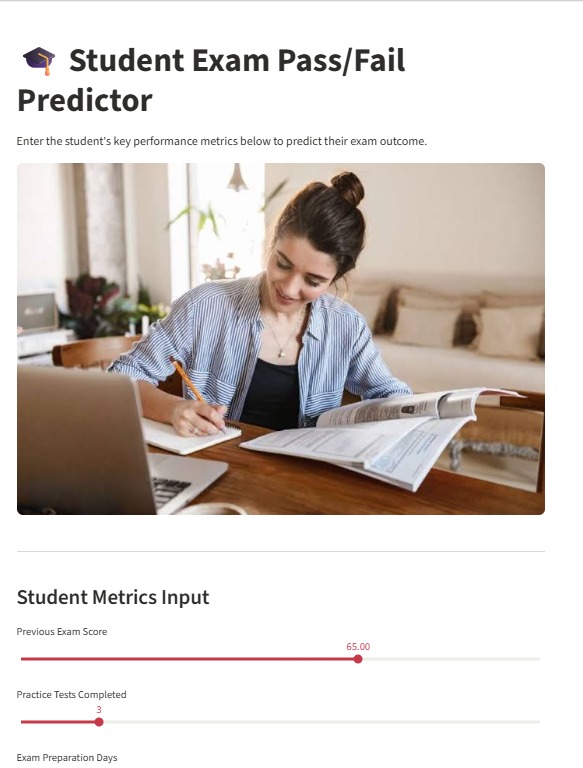 Student Exam Pass/Fail
Predictor
Enter the student's key performance metrics below to predict their exam outcome.
Student Metrics Input
Previous Exam Score
65.00
Practice Tests Completed
3
Exam Preparation Days